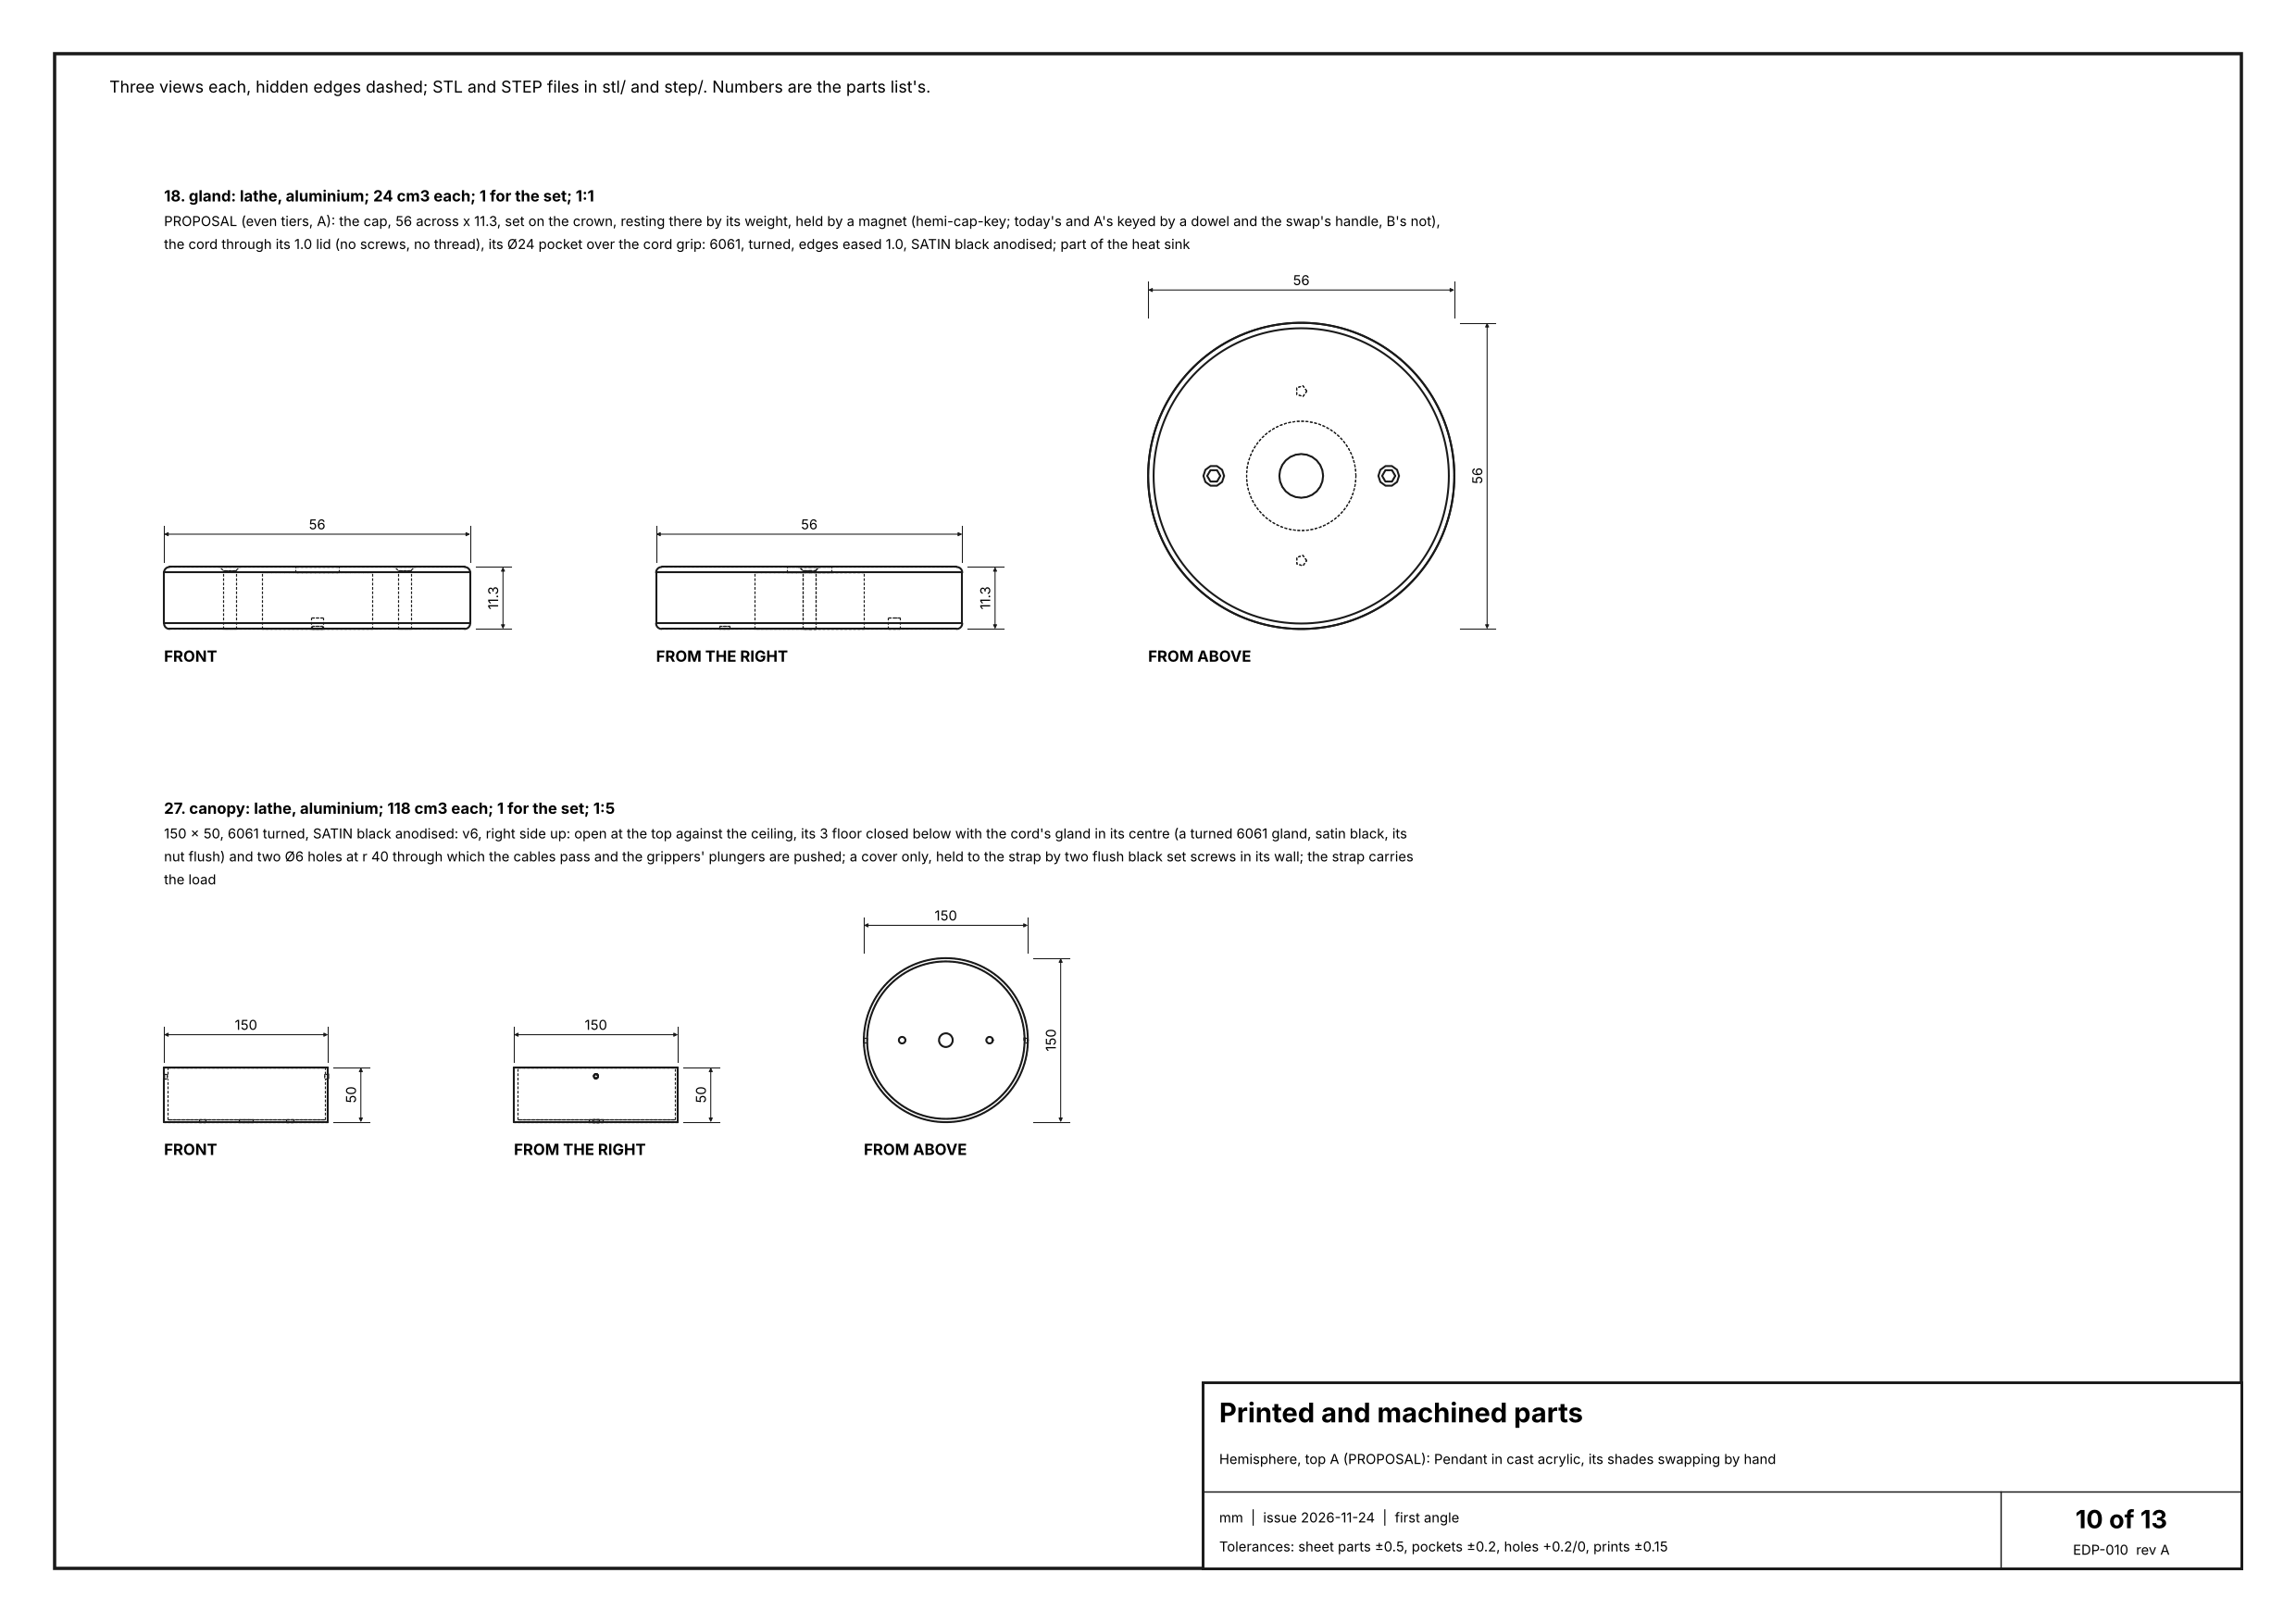 Three views each, hidden edges dashed; STL and STEP files in stl/ and step/. Numbers are the parts list's.
18. gland: lathe, aluminium; 24 cm3 each; 1 for the set; 1:1
PROPOSAL (even tiers, A): the cap, 56 across x 11.3, set on the crown, resting there by its weight, held by a magnet (hemi-cap-key; today's and A's keyed by a dowel and the swap's handle, B's not),
the cord through its 1.0 lid (no screws, no thread), its Ø24 pocket over the cord grip: 6061, turned, edges eased 1.0, SATIN black anodised; part of the heat sink
56
56
56
11.3
56
11.3
FRONT
FROM THE RIGHT
FROM ABOVE
27. canopy: lathe, aluminium; 118 cm3 each; 1 for the set; 1:5
150 × 50, 6061 turned, SATIN black anodised: v6, right side up: open at the top against the ceiling, its 3 floor closed below with the cord's gland in its centre (a turned 6061 gland, satin black, its
nut flush) and two Ø6 holes at r 40 through which the cables pass and the grippers' plungers are pushed; a cover only, held to the strap by two flush black set screws in its wall; the strap carries
the load
150
150
150
50
150
50
FRONT
FROM THE RIGHT
FROM ABOVE
Printed and machined parts
Hemisphere, top A (PROPOSAL): Pendant in cast acrylic, its shades swapping by hand
mm | issue 2026-11-24 | first angle
Tolerances: sheet parts ±0.5, pockets ±0.2, holes +0.2/0, prints ±0.15
10 of 13
EDP-010 rev A